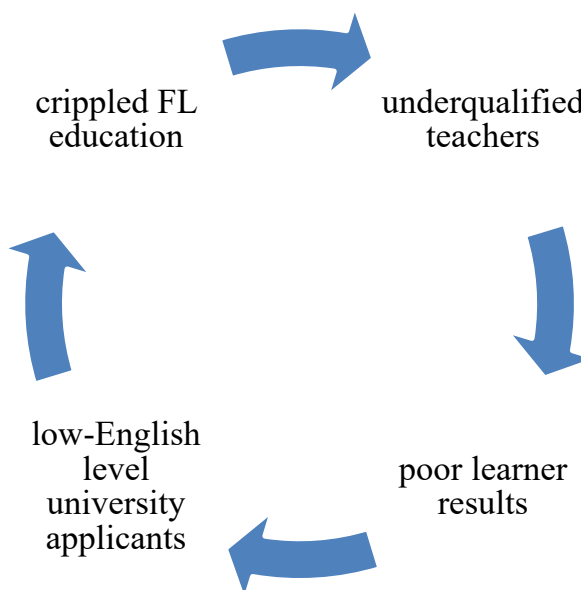 crippled FL
education
underqualified
teachers
poor learner
results
low-English
level
university
applicants